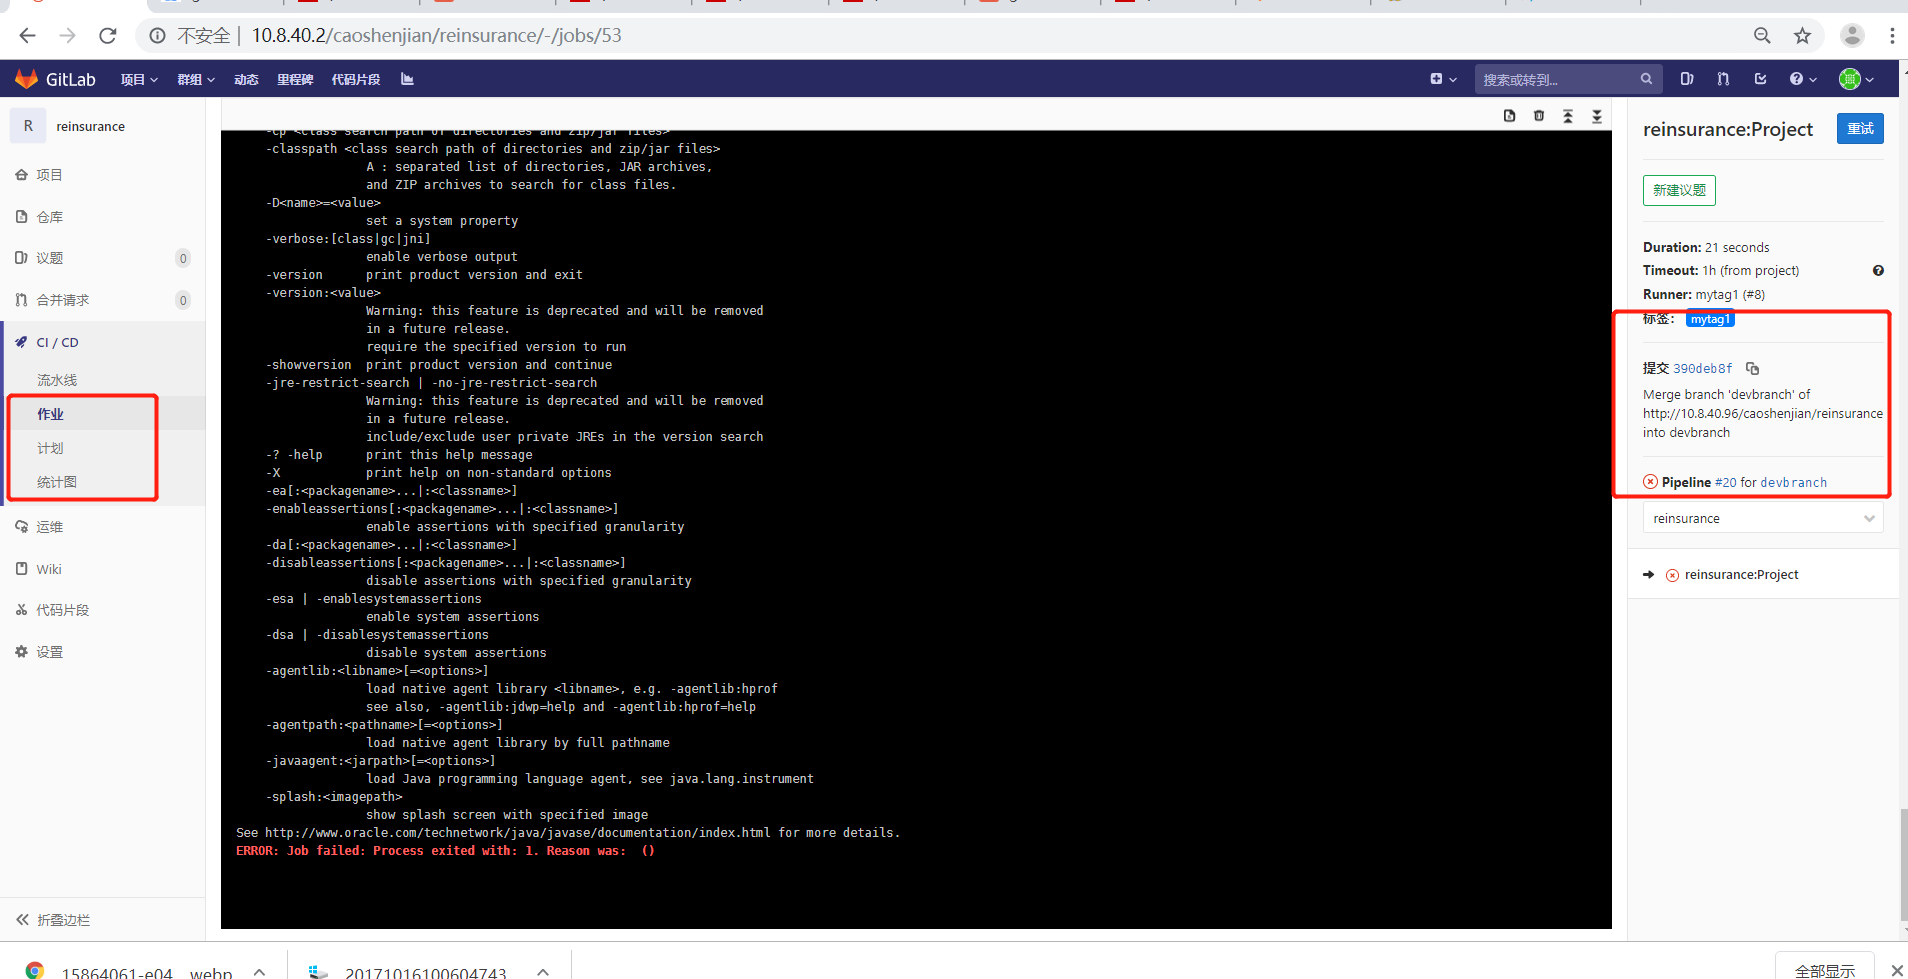 不安全 | 10.8.40.2/caoshenjian/reinsurance/-/jobs/53
GitLab 项目 群组 动态 里程碑 代码片段 搜索或转到...
R reinsurance
项目
仓库
议题 0
合并请求 0
CI / CD
流水线
作业
计划
统计图
运维
Wiki
代码片段
设置
折叠边栏
-cp <class search path of directories and zip/jar files>
-classpath <class search path of directories and zip/jar files>
A : separated list of directories, JAR archives,
and ZIP archives to search for class files.
-D<name>=<value>
set a system property
-verbose:[class|gc|jni]
enable verbose output
-version print product version and exit
-version:<value>
Warning: this feature is deprecated and will be removed
in a future release.
require the specified version to run
-showversion print product version and continue
-jre-restrict-search | -no-jre-restrict-search
Warning: this feature is deprecated and will be removed
in a future release.
include/exclude user private JREs in the version search
-? -help print this help message
-X print help on non-standard options
-ea[:<packagename>...|:<classname>]
-enableassertions[:<packagename>...|:<classname>]
enable assertions with specified granularity
-da[:<packagename>...|:<classname>]
-disableassertions[:<packagename>...|:<classname>]
disable assertions with specified granularity
-esa | -enablesystemassertions
enable system assertions
-dsa | -disablesystemassertions
disable system assertions
-agentlib:<libname>[=<options>]
load native agent library <libname>, e.g. -agentlib:hprof
see also, -agentlib:jdwp=help and -agentlib:hprof=help
-agentpath:<pathname>[=<options>]
load native agent library by full pathname
-javaagent:<jarpath>[=<options>]
load Java programming language agent, see java.lang.instrument
-splash:<imagepath>
show splash screen with specified image
See http://www.oracle.com/technetwork/java/javase/documentation/index.html for more details.
ERROR: Job failed: Process exited with: 1. Reason was: ()
reinsurance:Project 重试
新建议题
Duration: 21 seconds
Timeout: 1h (from project)
Runner: mytag1 (#8)
标签： mytag1
提交 390deb8f
Merge branch 'devbranch' of
http://10.8.40.96/caoshenjian/reinsurance
into devbranch
Pipeline #20 for devbranch
reinsurance
reinsurance:Project
15864061-e04....webp 20171016100604743 全部显示